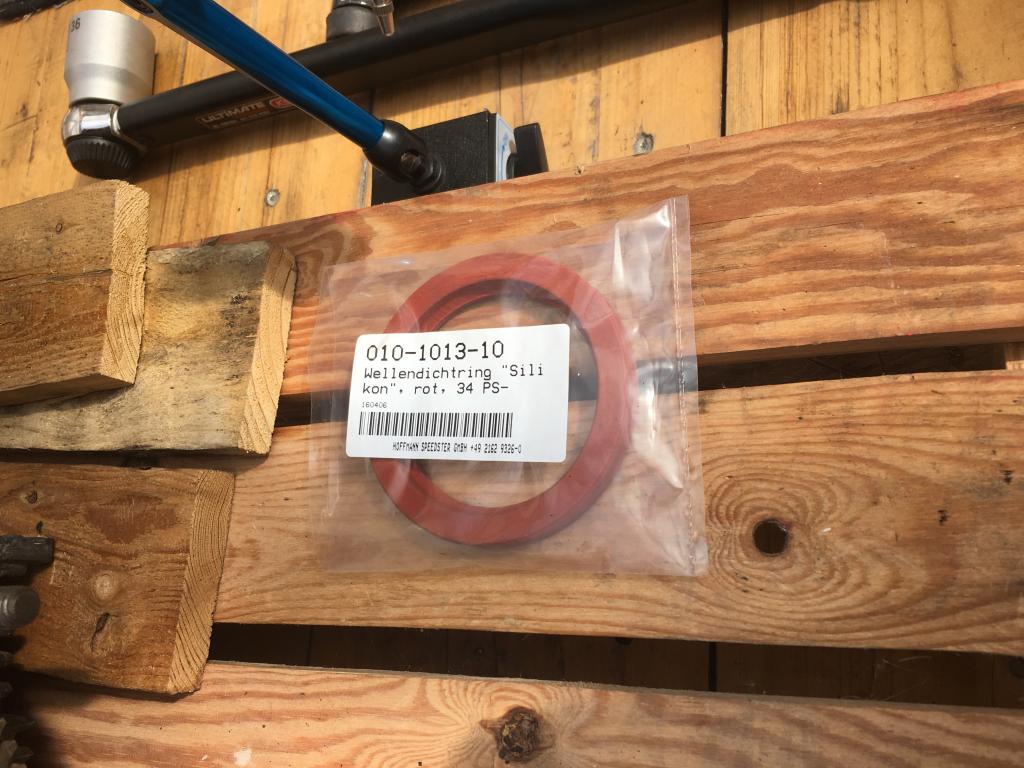 36
ULTIMATE
010-1013-10
Wellendichtring "Sili
kon", rot, 34 PS-
160406
HOFFMANN SPEEDSTER GMBH +49 2162 9326-0